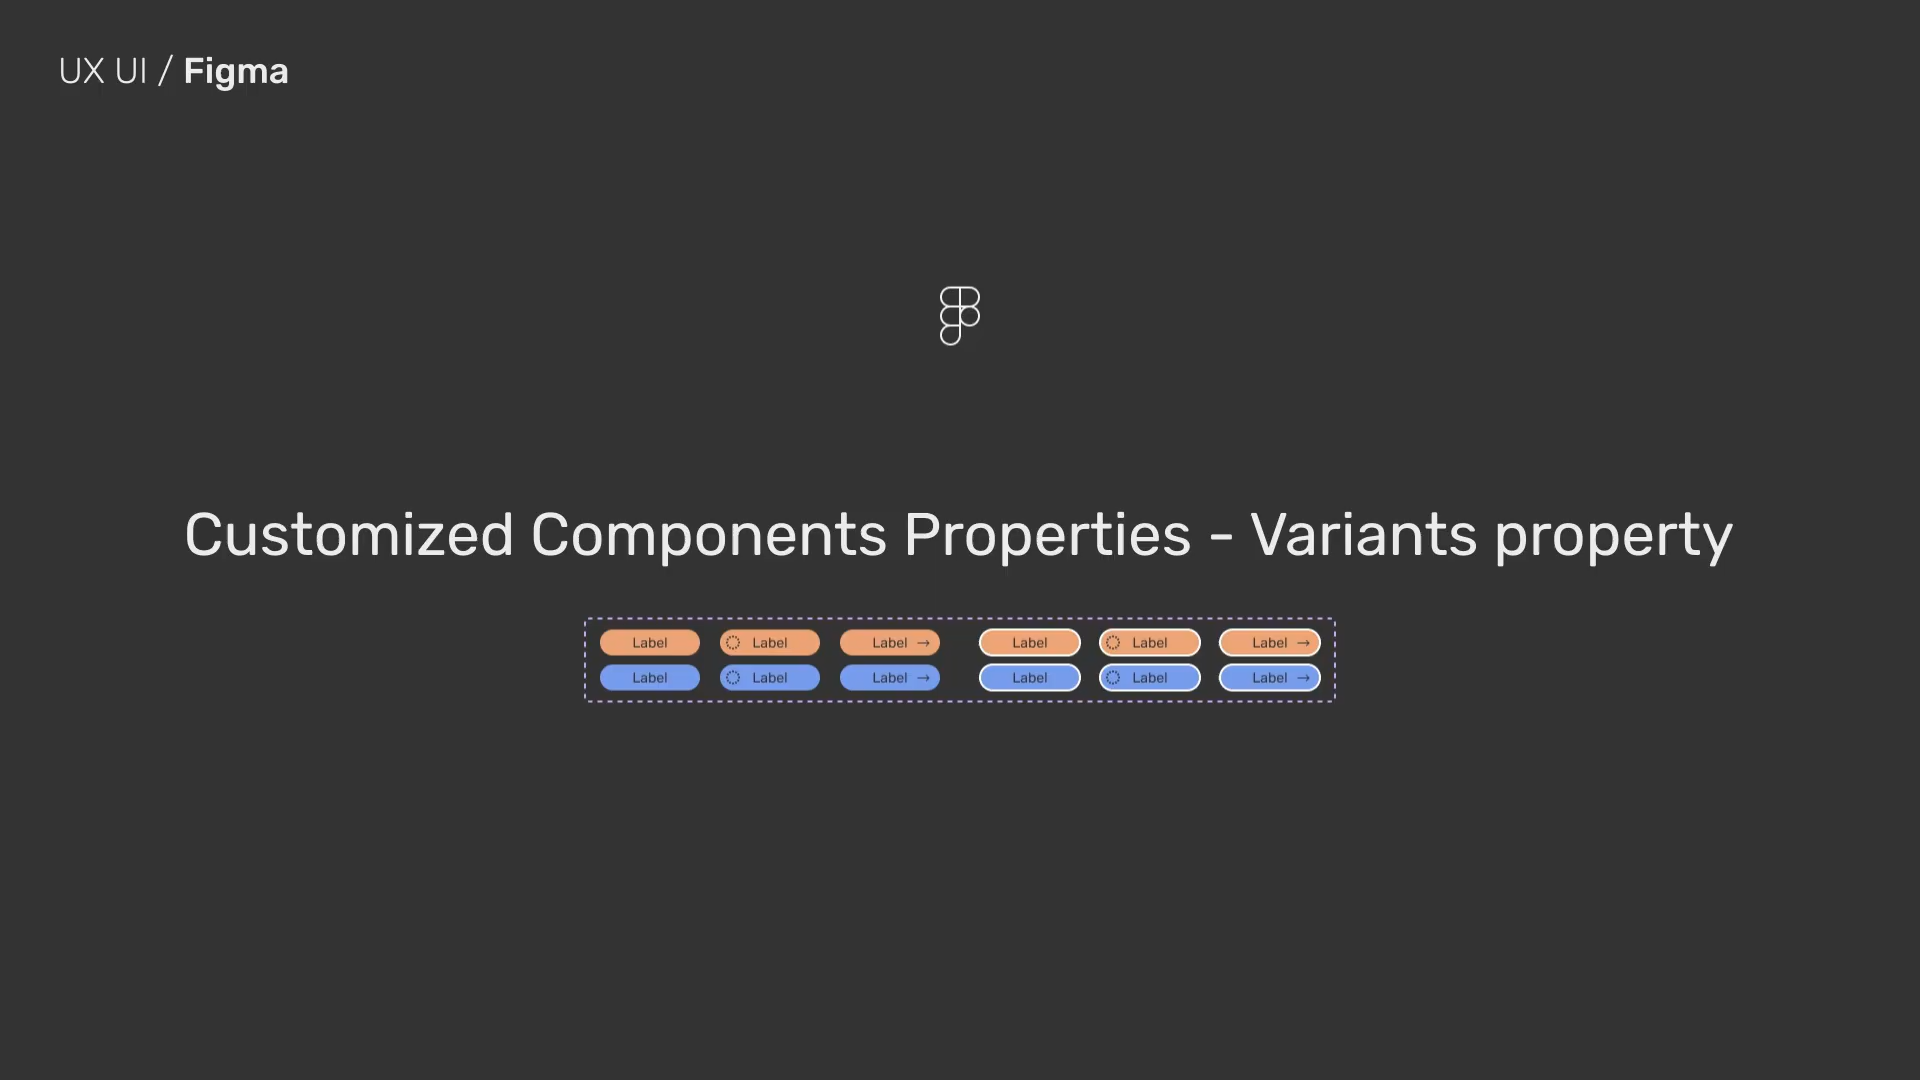 UX UI / Figma
Customized Components Properties - Variants property
Label Label Label → Label Label Label →
Label Label Label → Label Label Label →